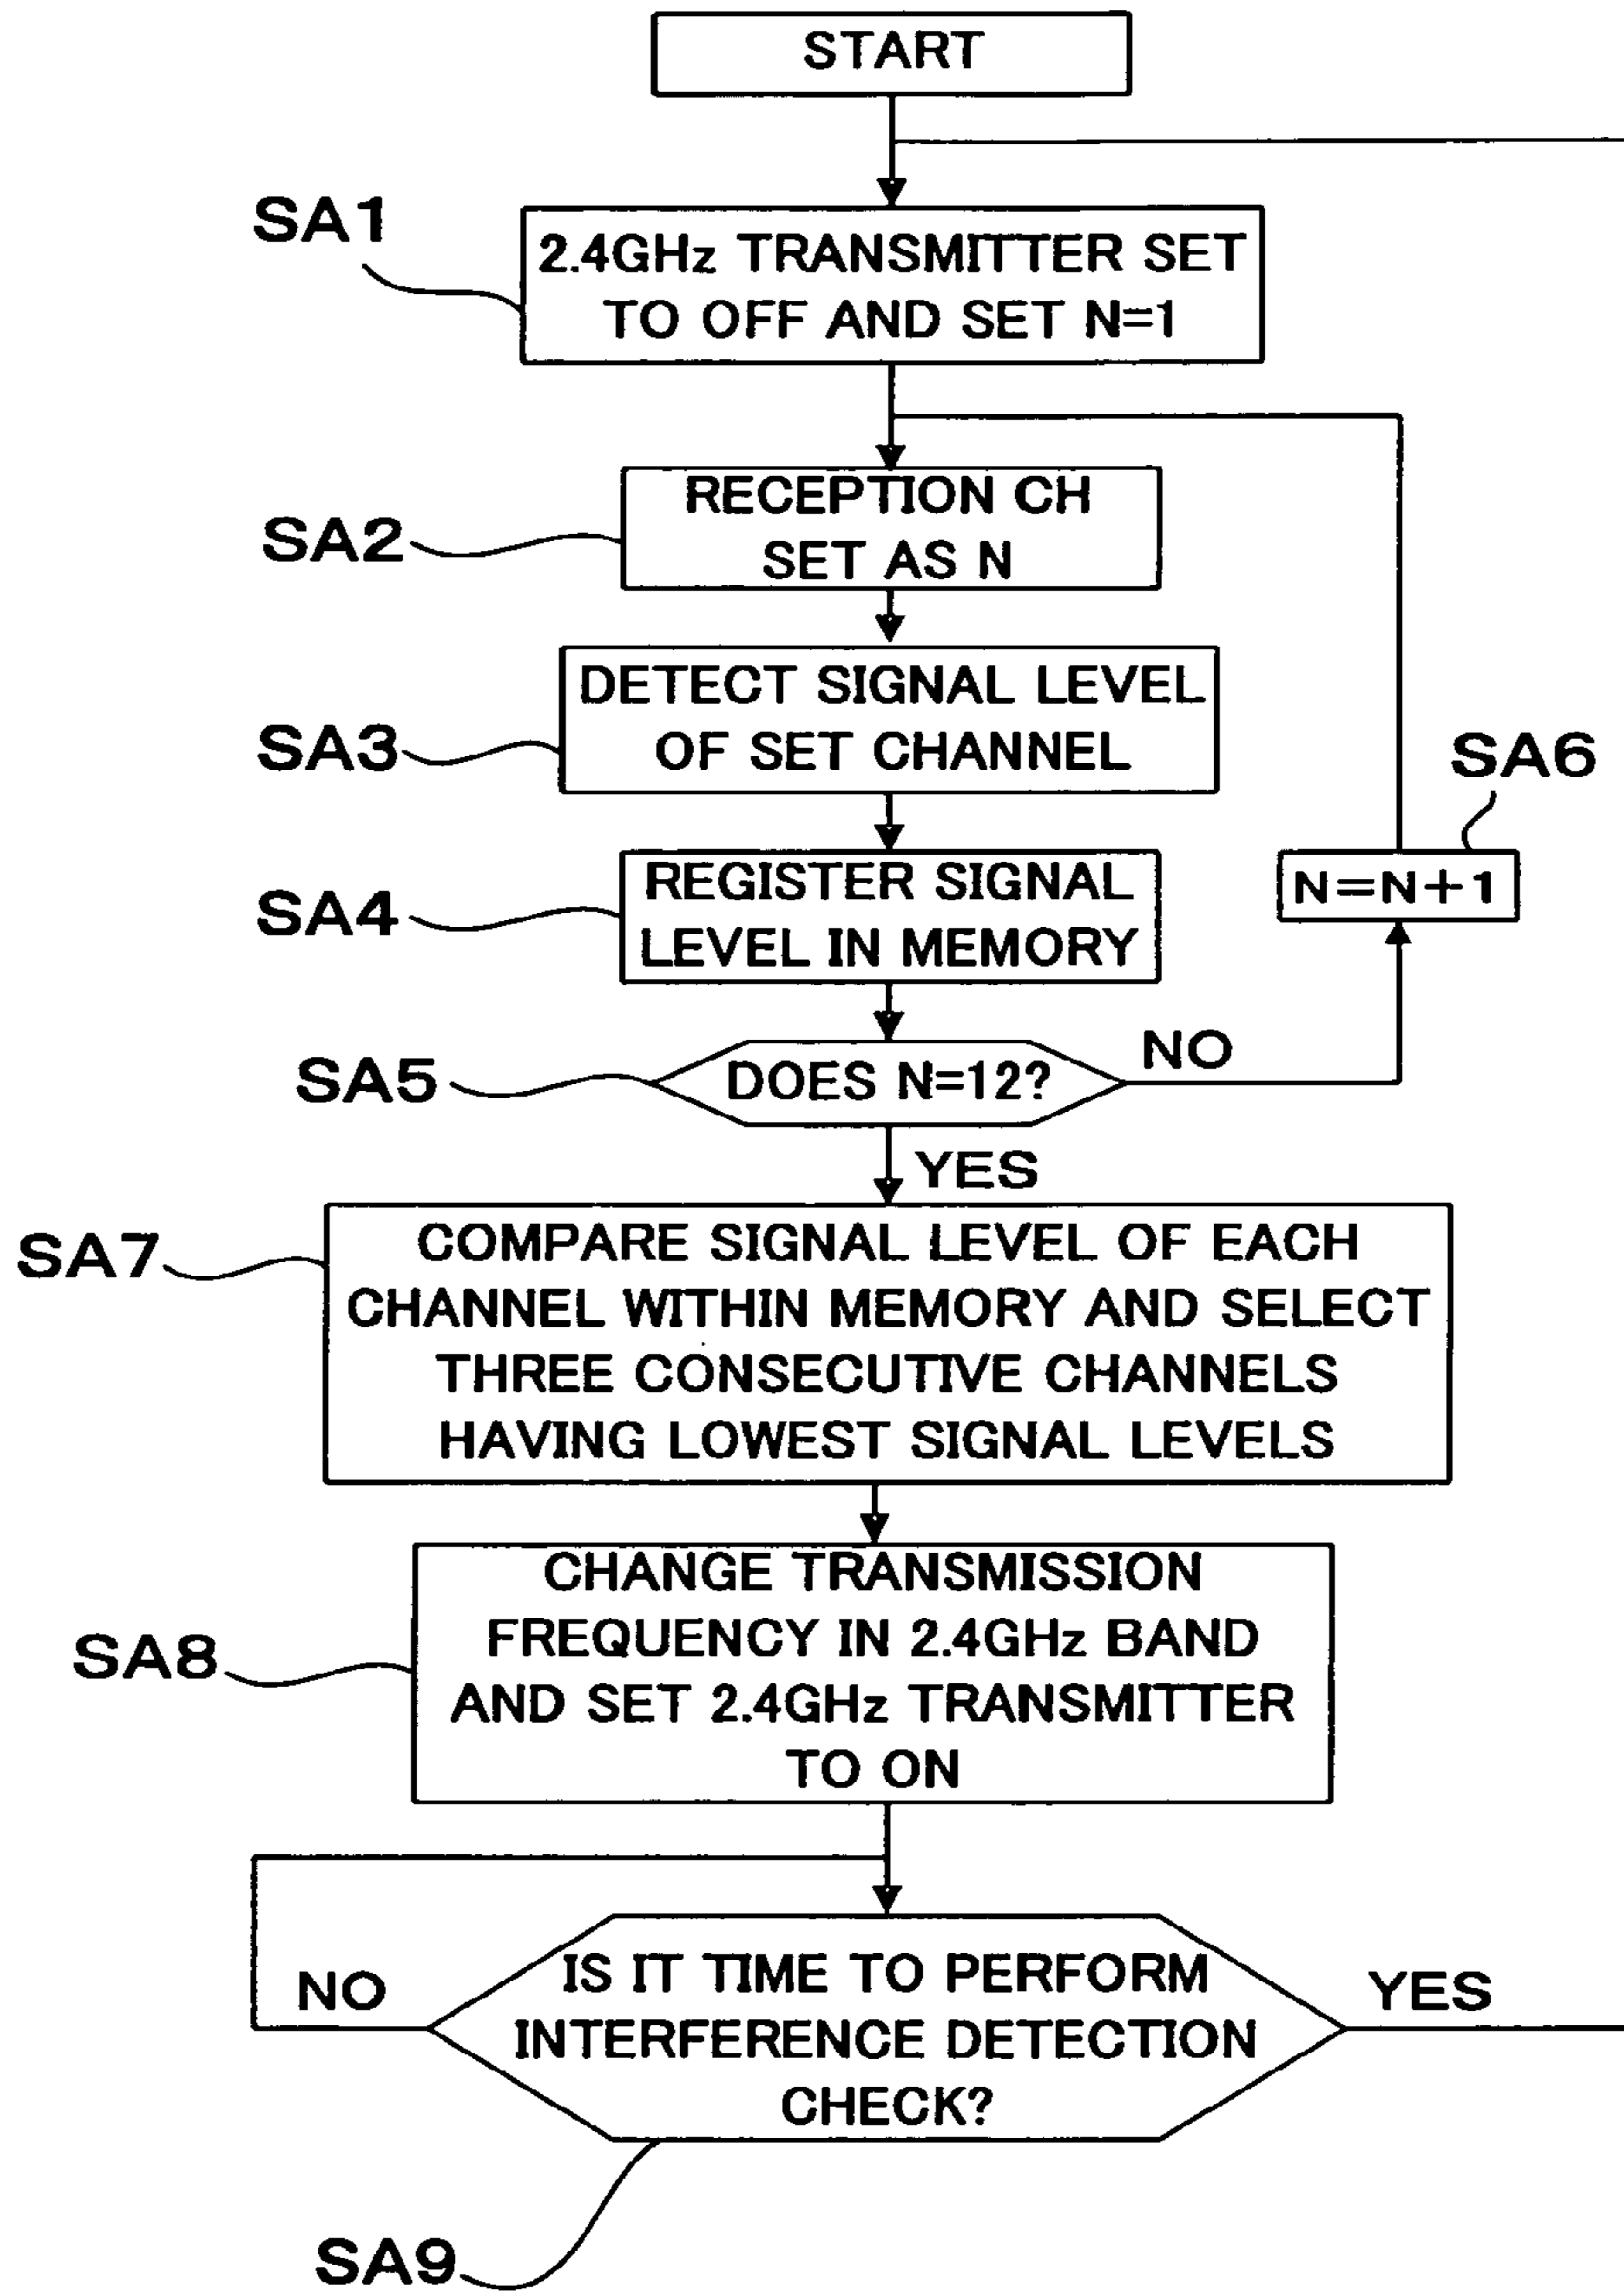 START
SA1
2.4GHz TRANSMITTER SET
TO OFF AND SET N=1
SA2
RECEPTION CH
SET AS N
SA3
DETECT SIGNAL LEVEL
OF SET CHANNEL
SA6
N=N+1
SA4
REGISTER SIGNAL
LEVEL IN MEMORY
SA5
DOES N=12?
NO
YES
SA7
COMPARE SIGNAL LEVEL OF EACH
CHANNEL WITHIN MEMORY AND SELECT
THREE CONSECUTIVE CHANNELS
HAVING LOWEST SIGNAL LEVELS
SA8
CHANGE TRANSMISSION
FREQUENCY IN 2.4GHz BAND
AND SET 2.4GHz TRANSMITTER
TO ON
NO
IS IT TIME TO PERFORM
INTERFERENCE DETECTION
CHECK?
YES
SA9